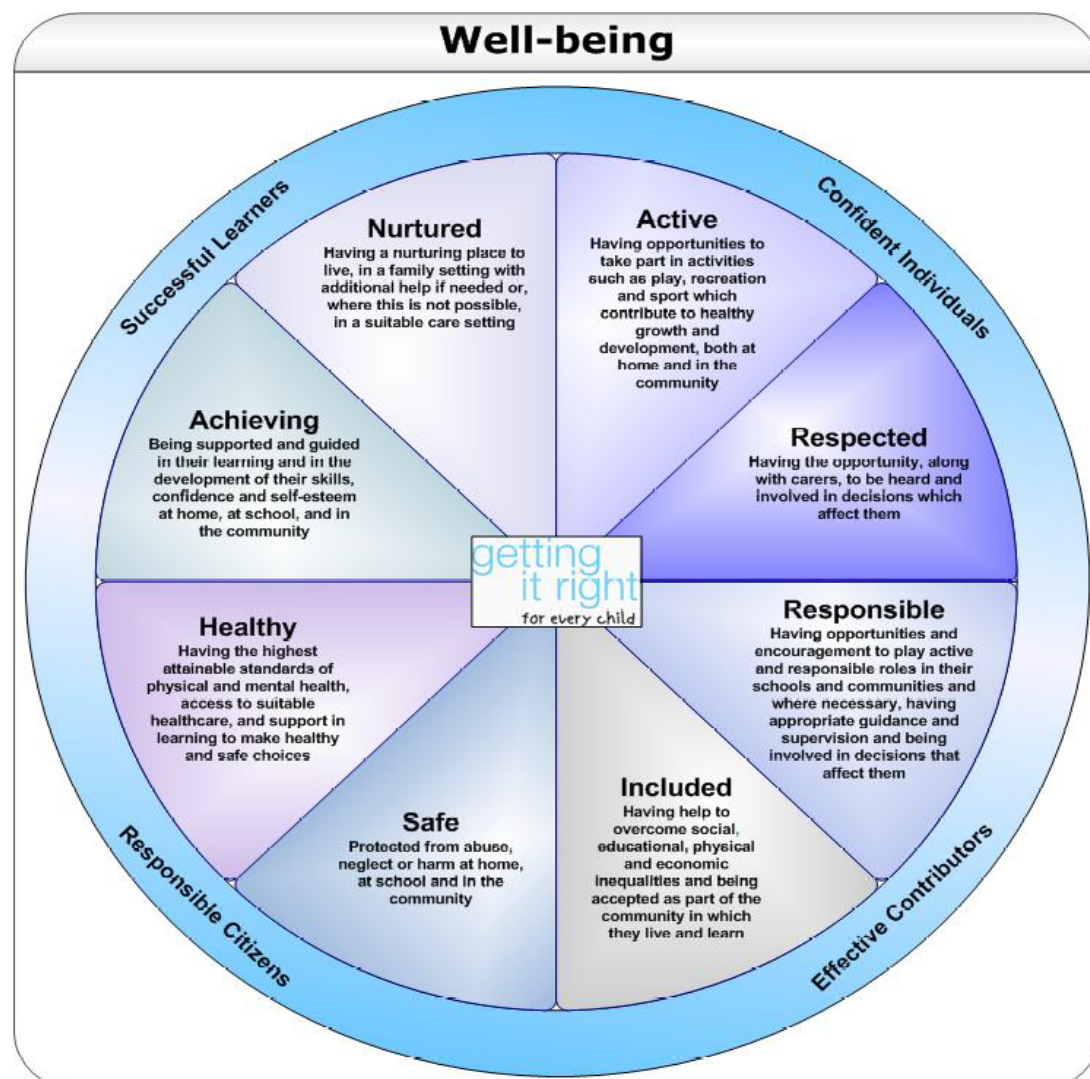 Well-being
Successful Learners
Confident Individuals
Nurtured
Having a nurturing place to
live, in a family setting with
additional help if needed or,
where this is not possible,
in a suitable care setting
Active
Having opportunities to
take part in activities
such as play, recreation
and sport which
contribute to healthy
growth and
development, both at
home and in the
community
Achieving
Being supported and guided
in their learning and in the
development of their skills,
confidence and self-esteem
at home, at school, and in
the community
Respected
Having the opportunity, along
with carers, to be heard and
involved in decisions which
affect them
getting
it right
for every child
Healthy
Having the highest
attainable standards of
physical and mental health,
access to suitable
healthcare, and support in
learning to make healthy
and safe choices
Responsible
Having opportunities and
encouragement to play active
and responsible roles in their
schools and communities and
where necessary, having
appropriate guidance and
supervision and being
involved in decisions that
affect them
Safe
Protected from abuse,
neglect or harm at home,
at school and in the
community
Included
Having help to
overcome social,
educational, physical
and economic
inequalities and being
accepted as part of the
community in which
they live and learn
Responsible Citizens
Effective Contributors